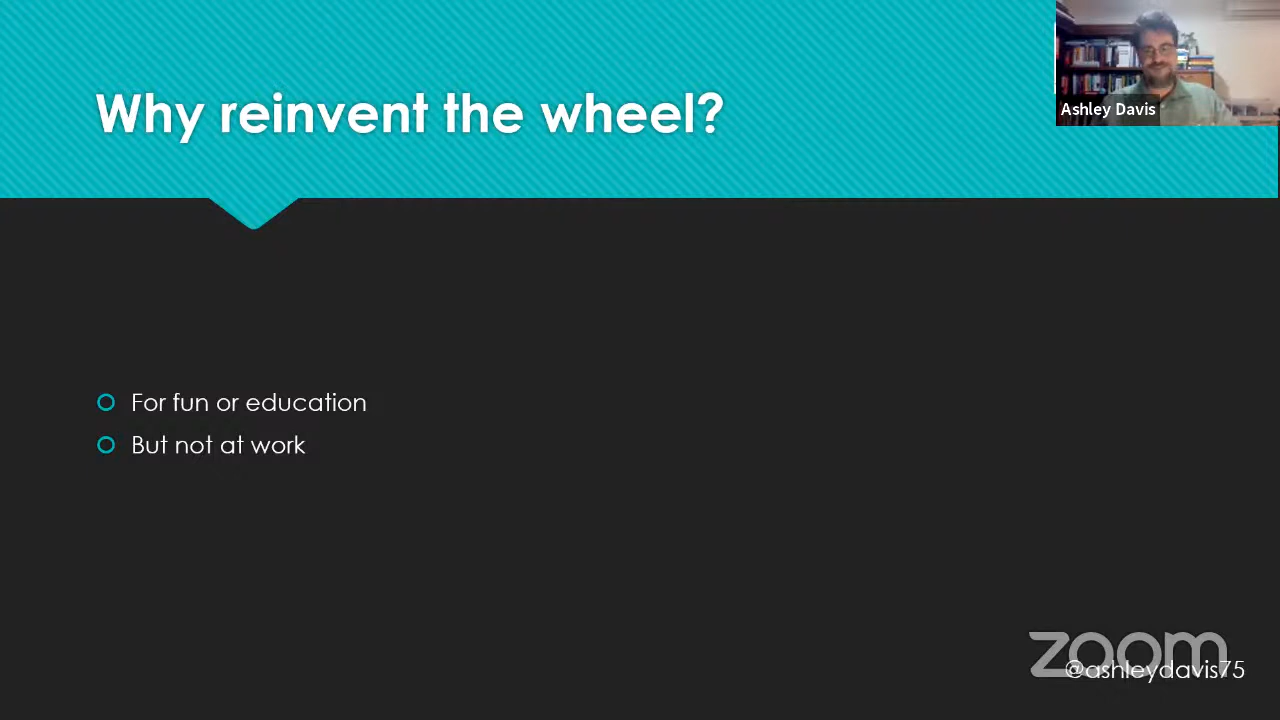 Why reinvent the wheel?
Ashley Davis
For fun or education
But not at work
zoom
@ashleydavis75